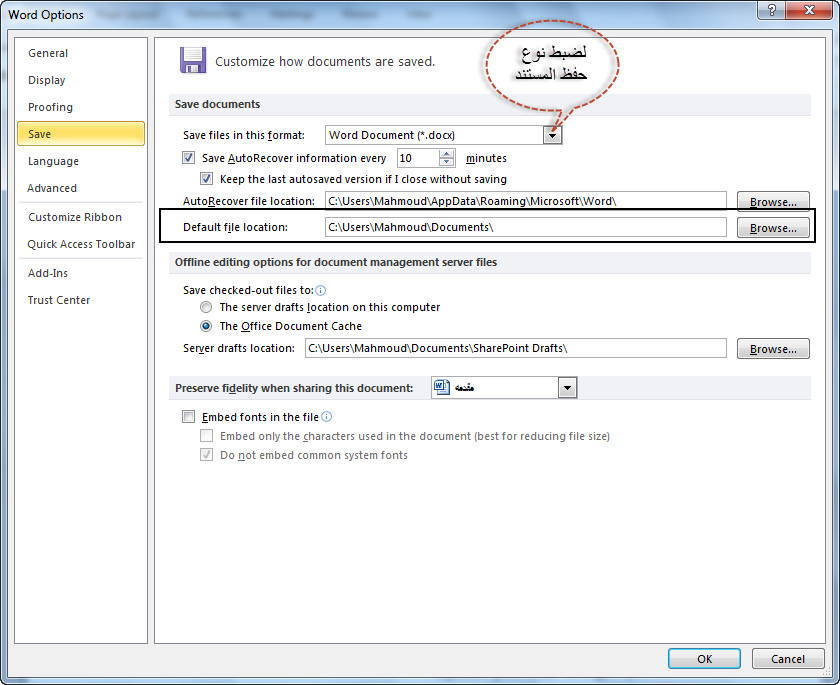 Word Options
General
Display
Proofing
Save
Language
Advanced
Customize Ribbon
Quick Access Toolbar
Add-Ins
Trust Center
Customize how documents are saved.
لضبط نوع
حفظ المستند
Save documents
Save files in this format: Word Document (*.docx)
Save AutoRecover information every 10 minutes
Keep the last autosaved version if I close without saving
AutoRecover file location: C:\Users\Mahmoud\AppData\Roaming\Microsoft\Word\ Browse...
Default file location: C:\Users\Mahmoud\Documents\ Browse...
Offline editing options for document management server files
Save checked-out files to:
The server drafts location on this computer
The Office Document Cache
Server drafts location: C:\Users\Mahmoud\Documents\SharePoint Drafts\ Browse...
Preserve fidelity when sharing this document: مقدمه
Embed fonts in the file
Embed only the characters used in the document (best for reducing file size)
Do not embed common system fonts
OK Cancel